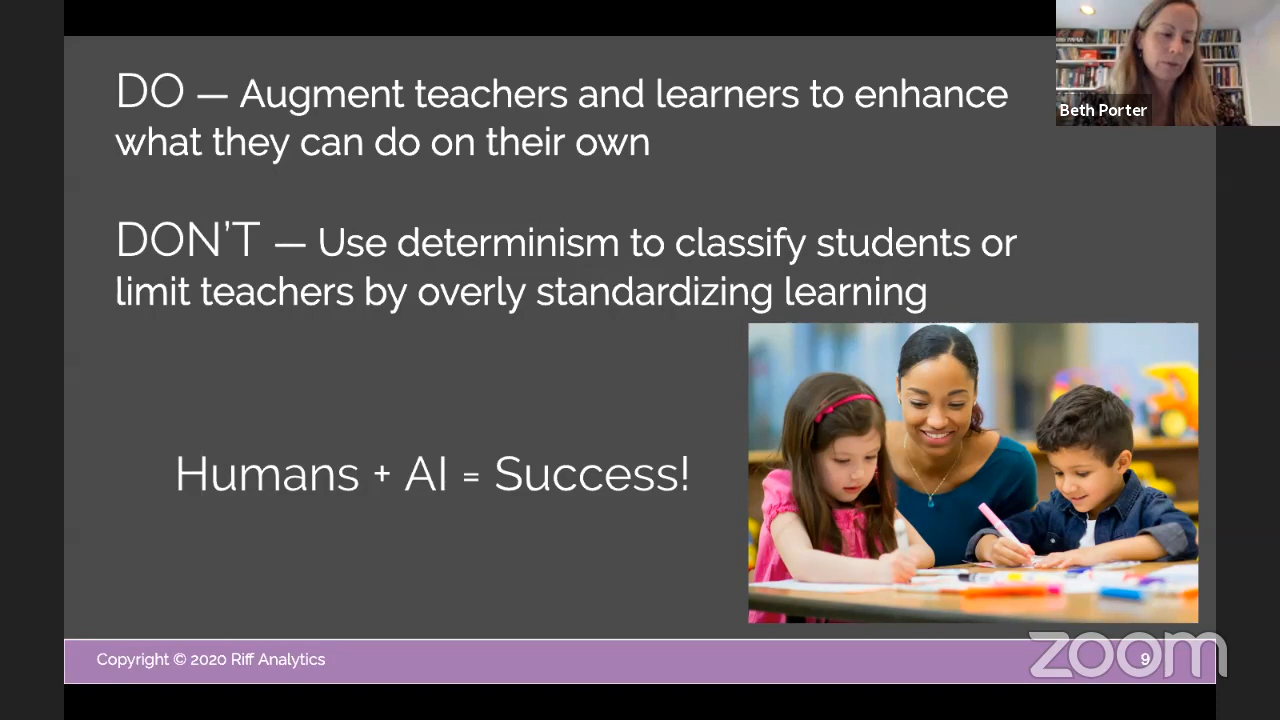 DO — Augment teachers and learners to enhance
what they can do on their own
DON'T — Use determinism to classify students or
limit teachers by overly standardizing learning
Humans + AI = Success!
Copyright © 2020 Riff Analytics
9
Beth Porter
zoom